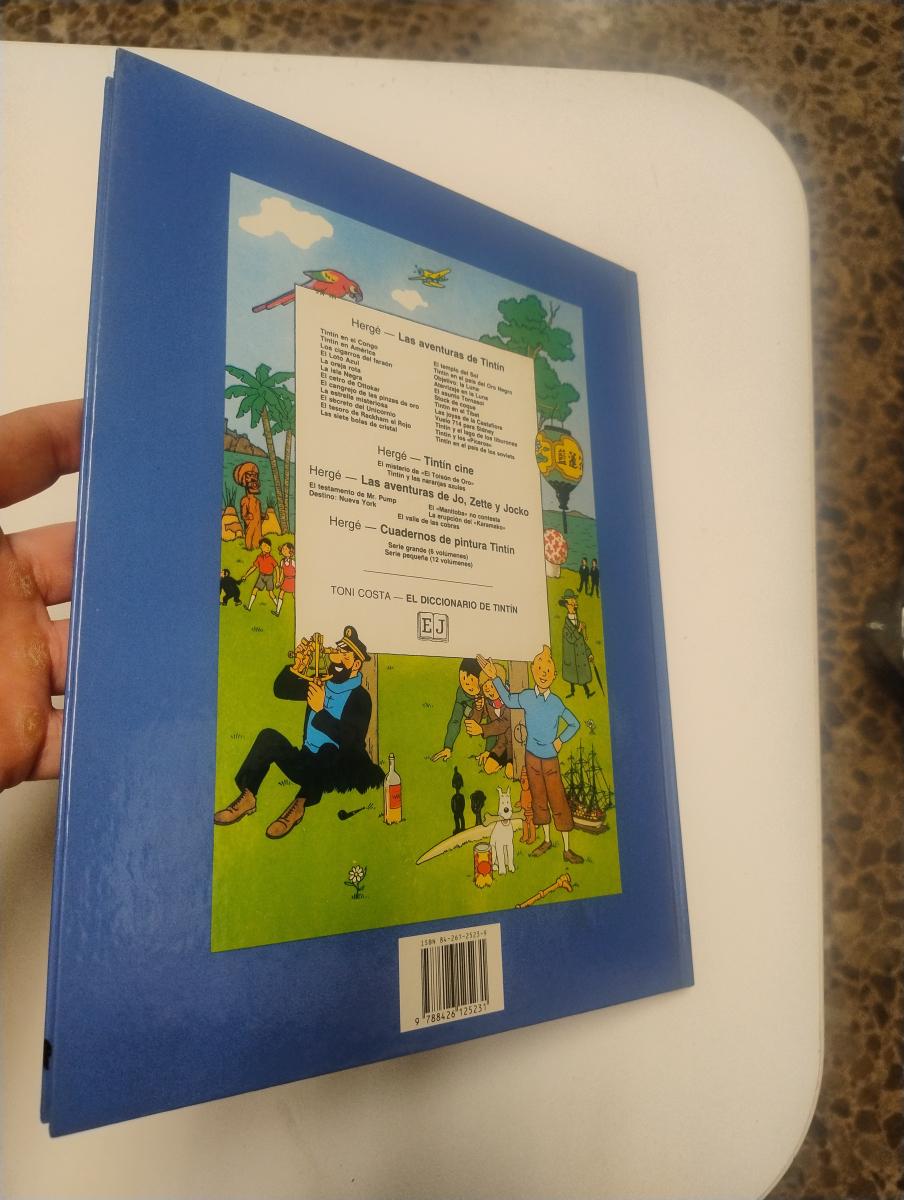 Hergé — Las aventuras de Tintín
Tintín en el Congo
Tintín en América
Los cigarros del faraón
El Loto Azul
La oreja rota
La isla Negra
El cetro de Ottokar
El cangrejo de las pinzas de oro
La estrella misteriosa
El secreto del Unicornio
El tesoro de Rackham el Rojo
Las siete bolas de cristal
El templo del Sol
Tintín en el país del Oro Negro
Objetivo: la Luna
Aterrizaje en la Luna
El asunto Tornasol
Stock de coque
Tintín en el Tíbet
Las joyas de la Castafiore
Vuelo 714 para Sidney
Tintín y el lago de los tiburones
Tintín y los «Pícaros»
Tintín en el país de los soviets
Hergé — Tintín cine
El misterio de «El Toisón de Oro»
Tintín y las naranjas azules
Hergé — Las aventuras de Jo, Zette y Jocko
El testamento de Mr. Pump
Destino: Nueva York
El «Manitoba» no contesta
La erupción del «Karamako»
El valle de las cobras
Hergé — Cuadernos de pintura Tintín
Serie grande (6 volúmenes)
Serie pequeña (12 volúmenes)
TONI COSTA — EL DICCIONARIO DE TINTÍN
EJ
ISBN 84-261-2523-9
9 788426 125231